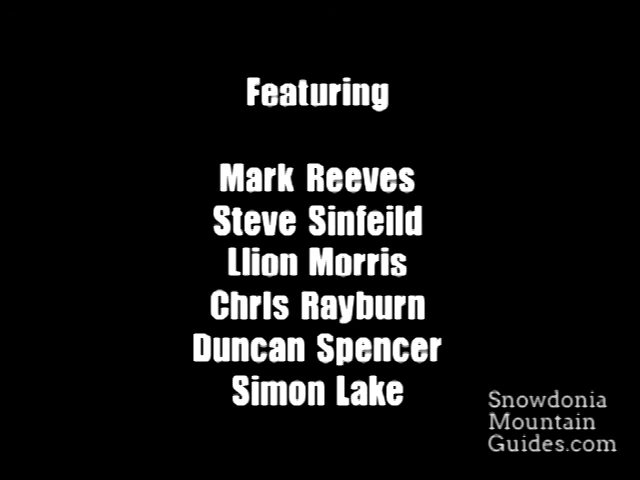 Featuring
Mark Reeves
Steve Sinfeild
Llion Morris
Chris Rayburn
Duncan Spencer
Simon Lake
Snowdonia
Mountain
Guides.com